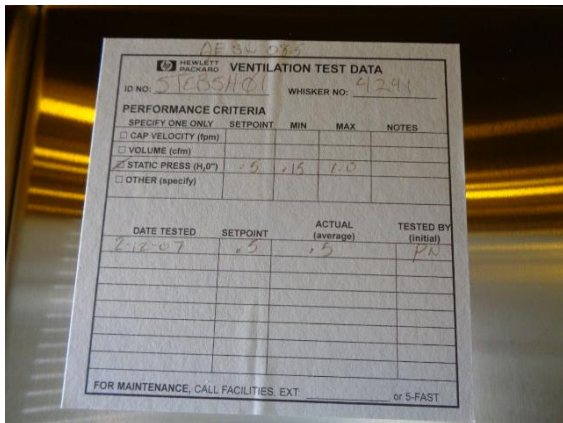 HEWLETT PACKARD VENTILATION TEST DATA
ID NO: WHISKER NO: 4291
PERFORMANCE CRITERIA
SPECIFY ONE ONLY SETPOINT MIN MAX NOTES
CAP VELOCITY (fpm)
VOLUME (cfm)
STATIC PRESS (H₂0") .5 .15 1.0
OTHER (specify)
DATE TESTED SETPOINT ACTUAL (average) TESTED BY (initial)
2-12-07 .5 .5 PN
FOR MAINTENANCE, CALL FACILITIES, EXT: or 5-FAST